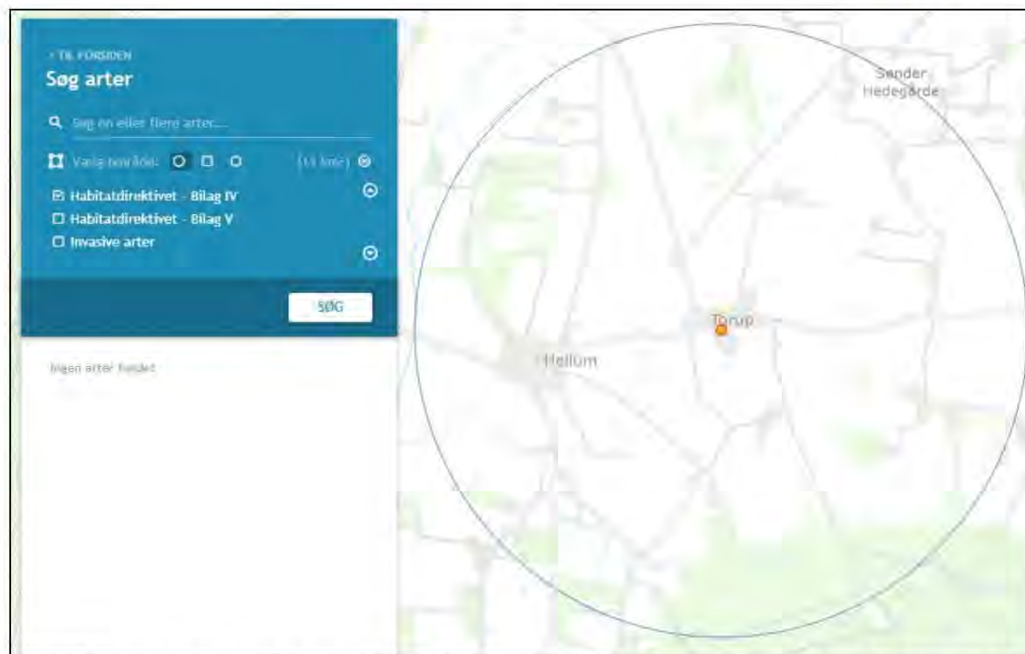 ‹ TIL FORSIDEN
Søg arter
Søg en eller flere arter...
Vælg område:
Habitatdirektivet - Bilag IV
Habitatdirektivet - Bilag V
Invasive arter
SØG
Ingen arter fundet
Sønder
Hedegårde
Torup
Hellum